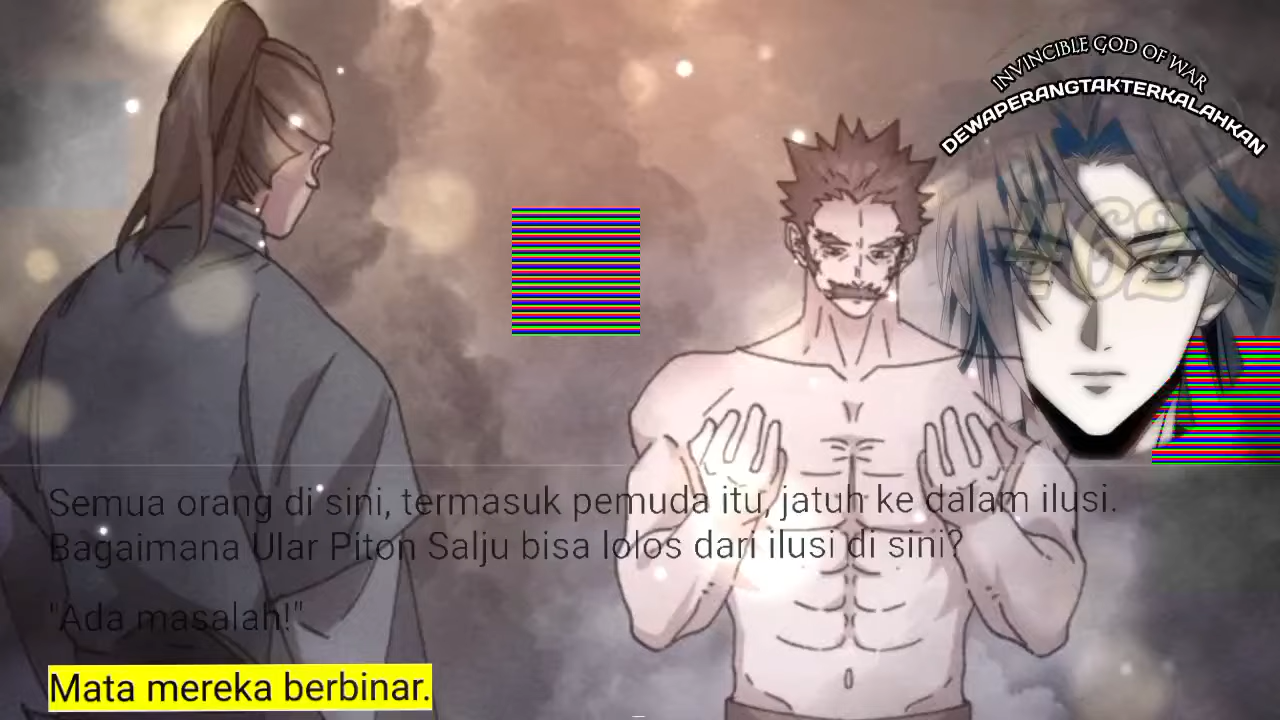 INVINCIBLE GOD OF WAR
DEWAPERANGTAKTERKALAHKAN
#62
Semua orang di sini, termasuk pemuda itu, jatuh ke dalam ilusi.
Bagaimana Ular Piton Salju bisa lolos dari ilusi di sini?
"Ada masalah!"
Mata mereka berbinar.